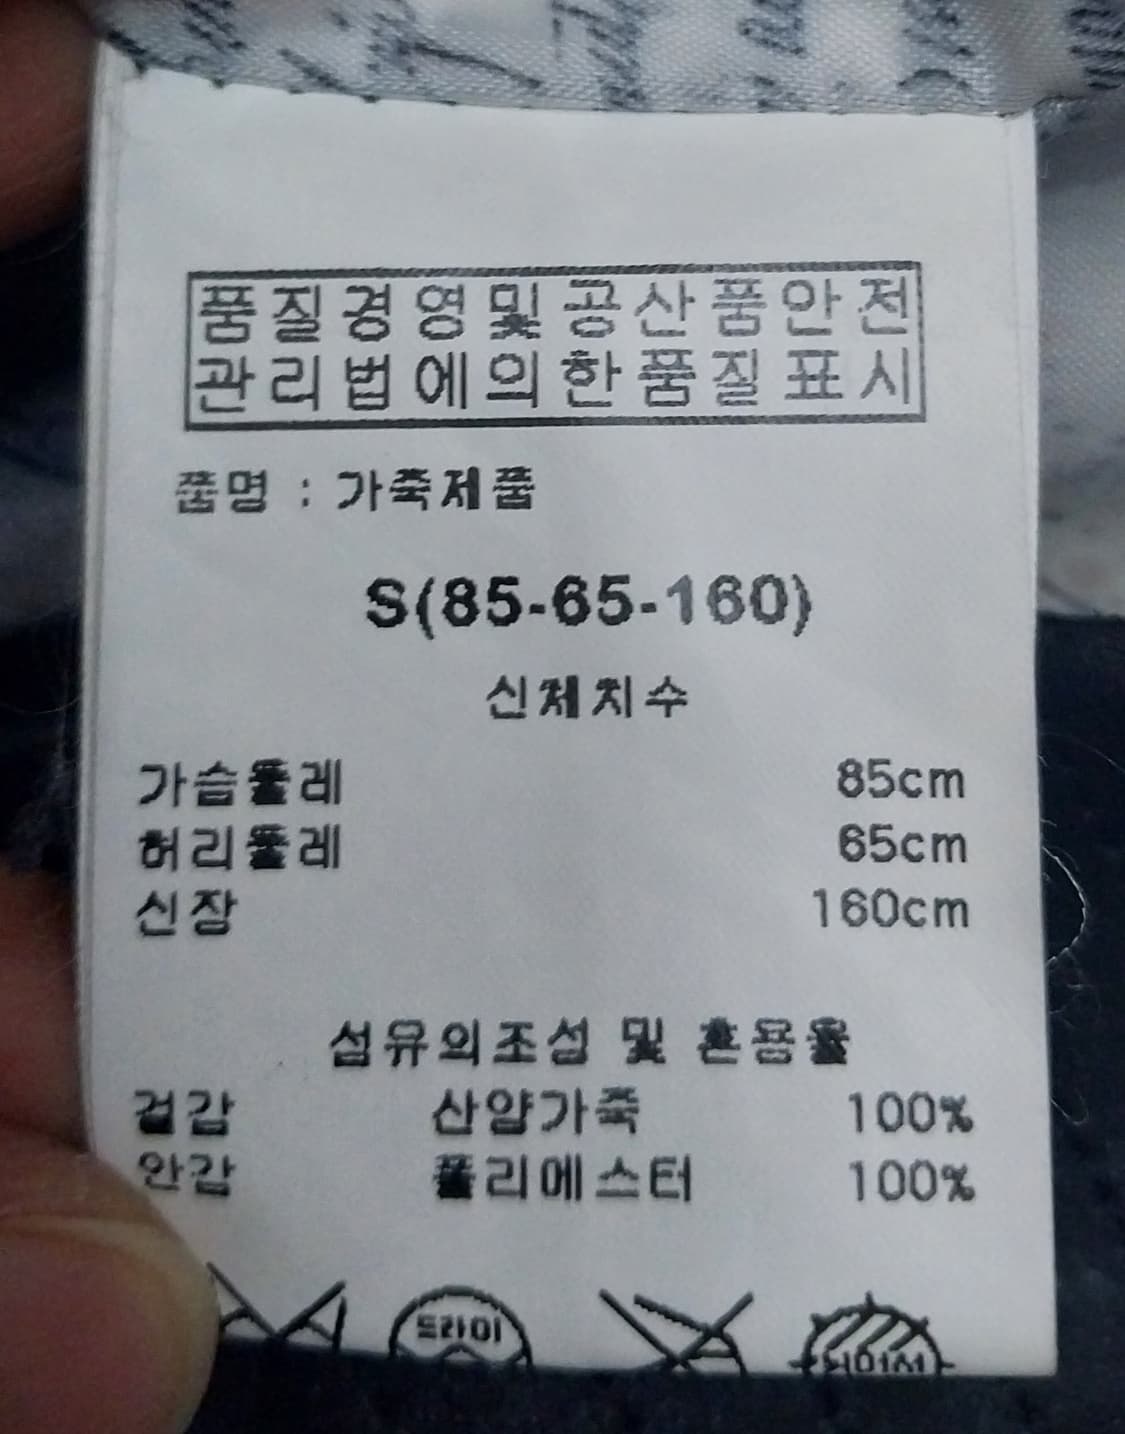 품질경영및공산품안전
관리법에의한품질표시
품명 : 가죽제품
S(85-65-160)
신체치수
가슴둘레 85cm
허리둘레 65cm
신장 160cm
섬유의조성 및 혼용율
겉감 산양가죽 100%
안감 폴리에스터 100%
드라이